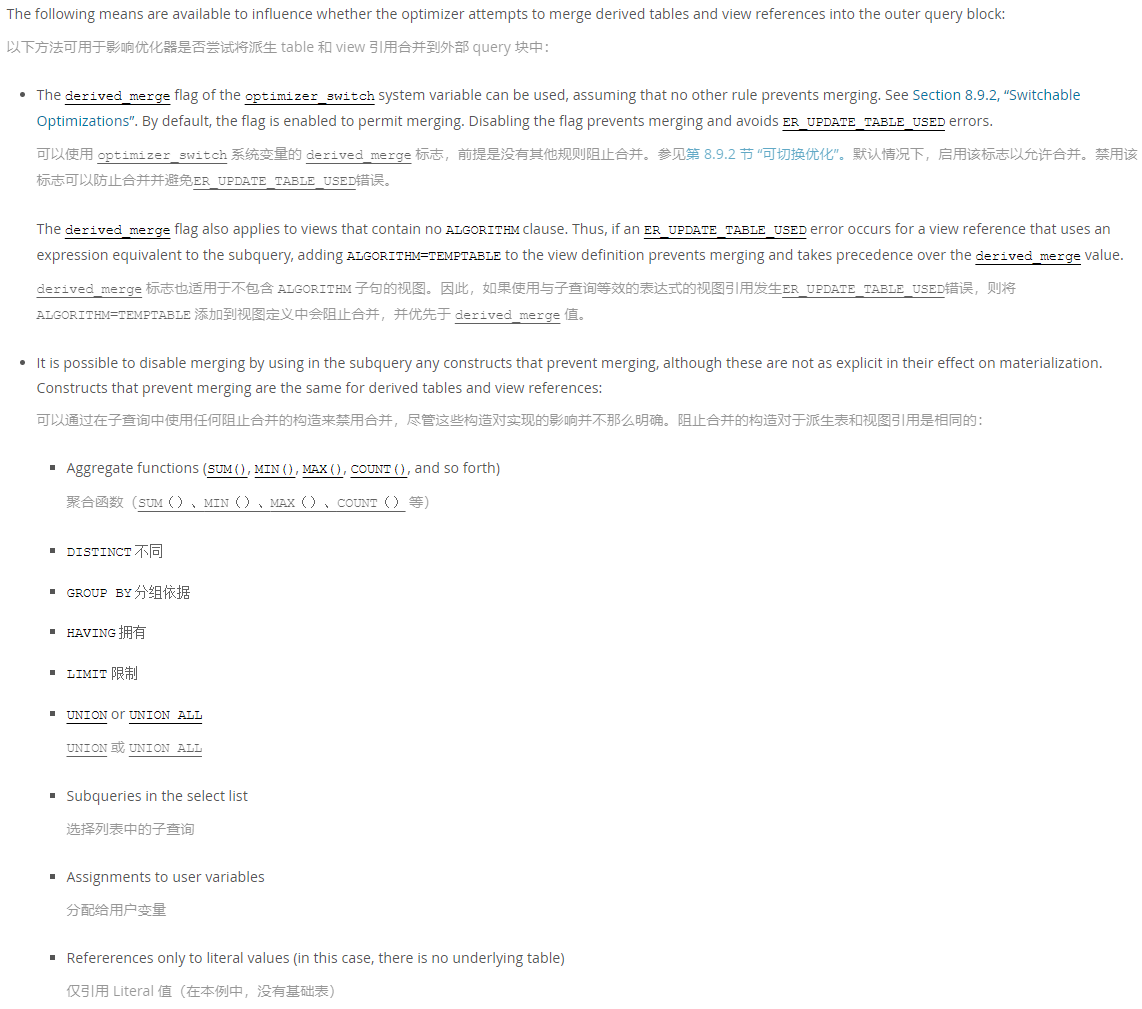 The following means are available to influence whether the optimizer attempts to merge derived tables and view references into the outer query block:
以下方法可用于影响优化器是否尝试将派生 table 和 view 引用合并到外部 query 块中：
The derived_merge flag of the optimizer_switch system variable can be used, assuming that no other rule prevents merging. See Section 8.9.2, “Switchable
Optimizations”. By default, the flag is enabled to permit merging. Disabling the flag prevents merging and avoids ER_UPDATE_TABLE_USED errors.
可以使用 optimizer_switch 系统变量的 derived_merge 标志，前提是没有其他规则阻止合并。参见第 8.9.2 节 “可切换优化”。默认情况下，启用该标志以允许合并。禁用该
标志可以防止合并并避免ER_UPDATE_TABLE_USED错误。
The derived_merge flag also applies to views that contain no ALGORITHM clause. Thus, if an ER_UPDATE_TABLE_USED error occurs for a view reference that uses an
expression equivalent to the subquery, adding ALGORITHM=TEMPTABLE to the view definition prevents merging and takes precedence over the derived_merge value.
derived_merge 标志也适用于不包含 ALGORITHM 子句的视图。因此，如果使用与子查询等效的表达式的视图引用发生ER_UPDATE_TABLE_USED错误，则将
ALGORITHM=TEMPTABLE 添加到视图定义中会阻止合并，并优先于 derived_merge 值。
It is possible to disable merging by using in the subquery any constructs that prevent merging, although these are not as explicit in their effect on materialization.
Constructs that prevent merging are the same for derived tables and view references:
可以通过在子查询中使用任何阻止合并的构造来禁用合并，尽管这些构造对实现的影响并不那么明确。阻止合并的构造对于派生表和视图引用是相同的：
Aggregate functions (SUM(), MIN(), MAX(), COUNT(), and so forth)
聚合函数（SUM（）、MIN（）、MAX（）、COUNT（） 等）
DISTINCT 不同
GROUP BY 分组依据
HAVING 拥有
LIMIT 限制
UNION or UNION ALL
UNION 或 UNION ALL
Subqueries in the select list
选择列表中的子查询
Assignments to user variables
分配给用户变量
Refererences only to literal values (in this case, there is no underlying table)
仅引用 Literal 值（在本例中，没有基础表）